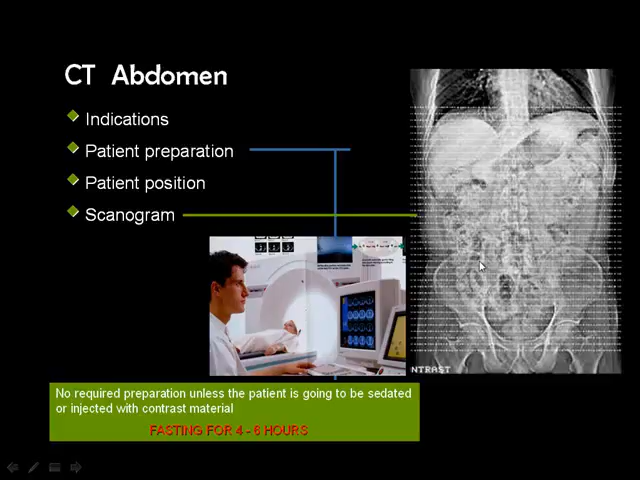 CT Abdomen
Indications
Patient preparation
Patient position
Scanogram
NTRAST
No required preparation unless the patient is going to be sedated
or injected with contrast material
FASTING FOR 4 - 6 HOURS